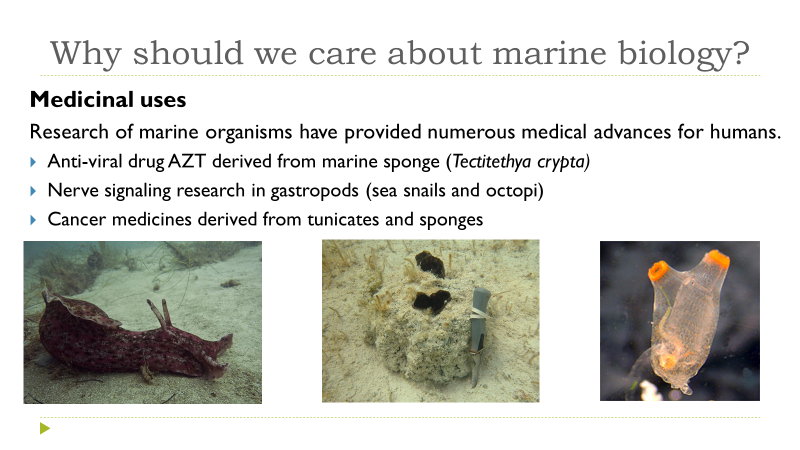 Why should we care about marine biology?
Medicinal uses
Research of marine organisms have provided numerous medical advances for humans.
Anti-viral drug AZT derived from marine sponge (Tectitethya crypta)
Nerve signaling research in gastropods (sea snails and octopi)
Cancer medicines derived from tunicates and sponges